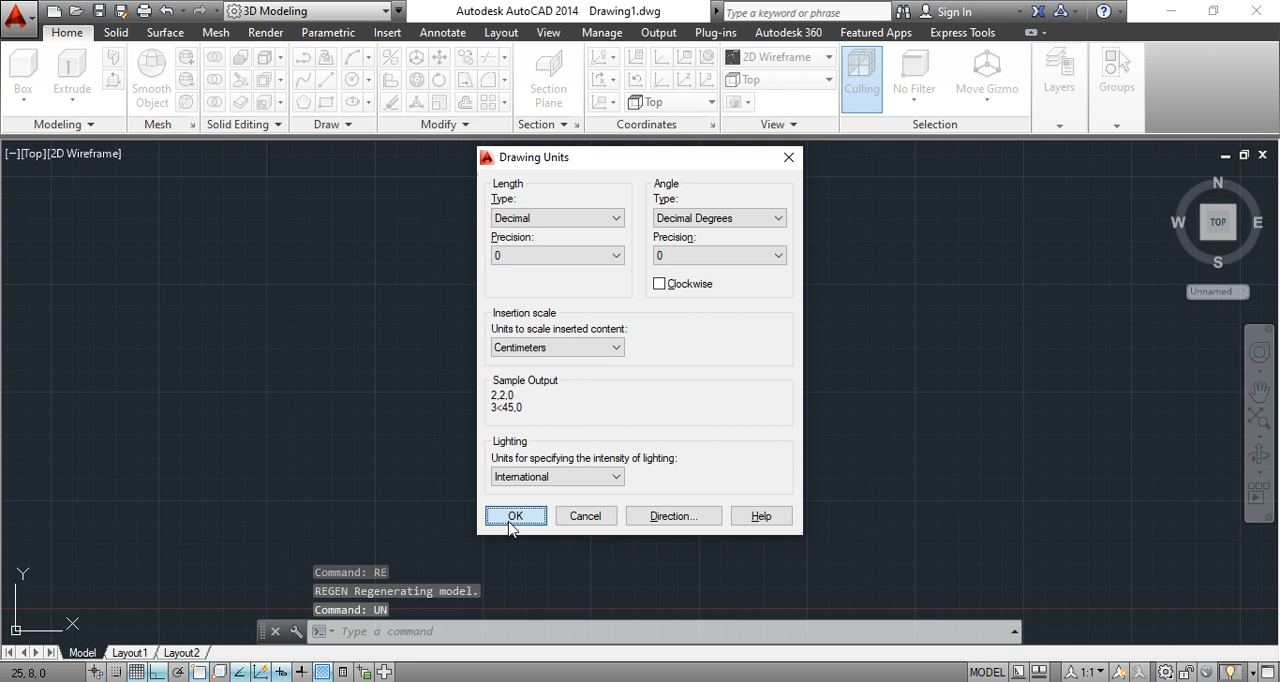 3D Modeling
Autodesk AutoCAD 2014 Drawing1.dwg
Type a keyword or phrase
Sign In
Home Solid Surface Mesh Render Parametric Insert Annotate Layout View Manage Output Plug-ins Autodesk 360 Featured Apps Express Tools
Box
Extrude
Smooth
Object
Section
Plane
2D Wireframe
Top
Top
Culling
No Filter
Move Gizmo
Layers
Groups
Modeling
Mesh
Solid Editing
Draw
Modify
Section
Coordinates
View
Selection
[−][Top][2D Wireframe]
Drawing Units
Length
Type:
Decimal
Precision:
0
Angle
Type:
Decimal Degrees
Precision:
0
Clockwise
Insertion scale
Units to scale inserted content:
Centimeters
Sample Output
2,2,0
3<45,0
Lighting
Units for specifying the intensity of lighting:
International
OK
Cancel
Direction...
Help
N
W
TOP
E
S
Unnamed
Y
X
Command: RE
REGEN Regenerating model.
Command: UN
Type a command
Model Layout1 Layout2
25, 8, 0
MODEL
1:1